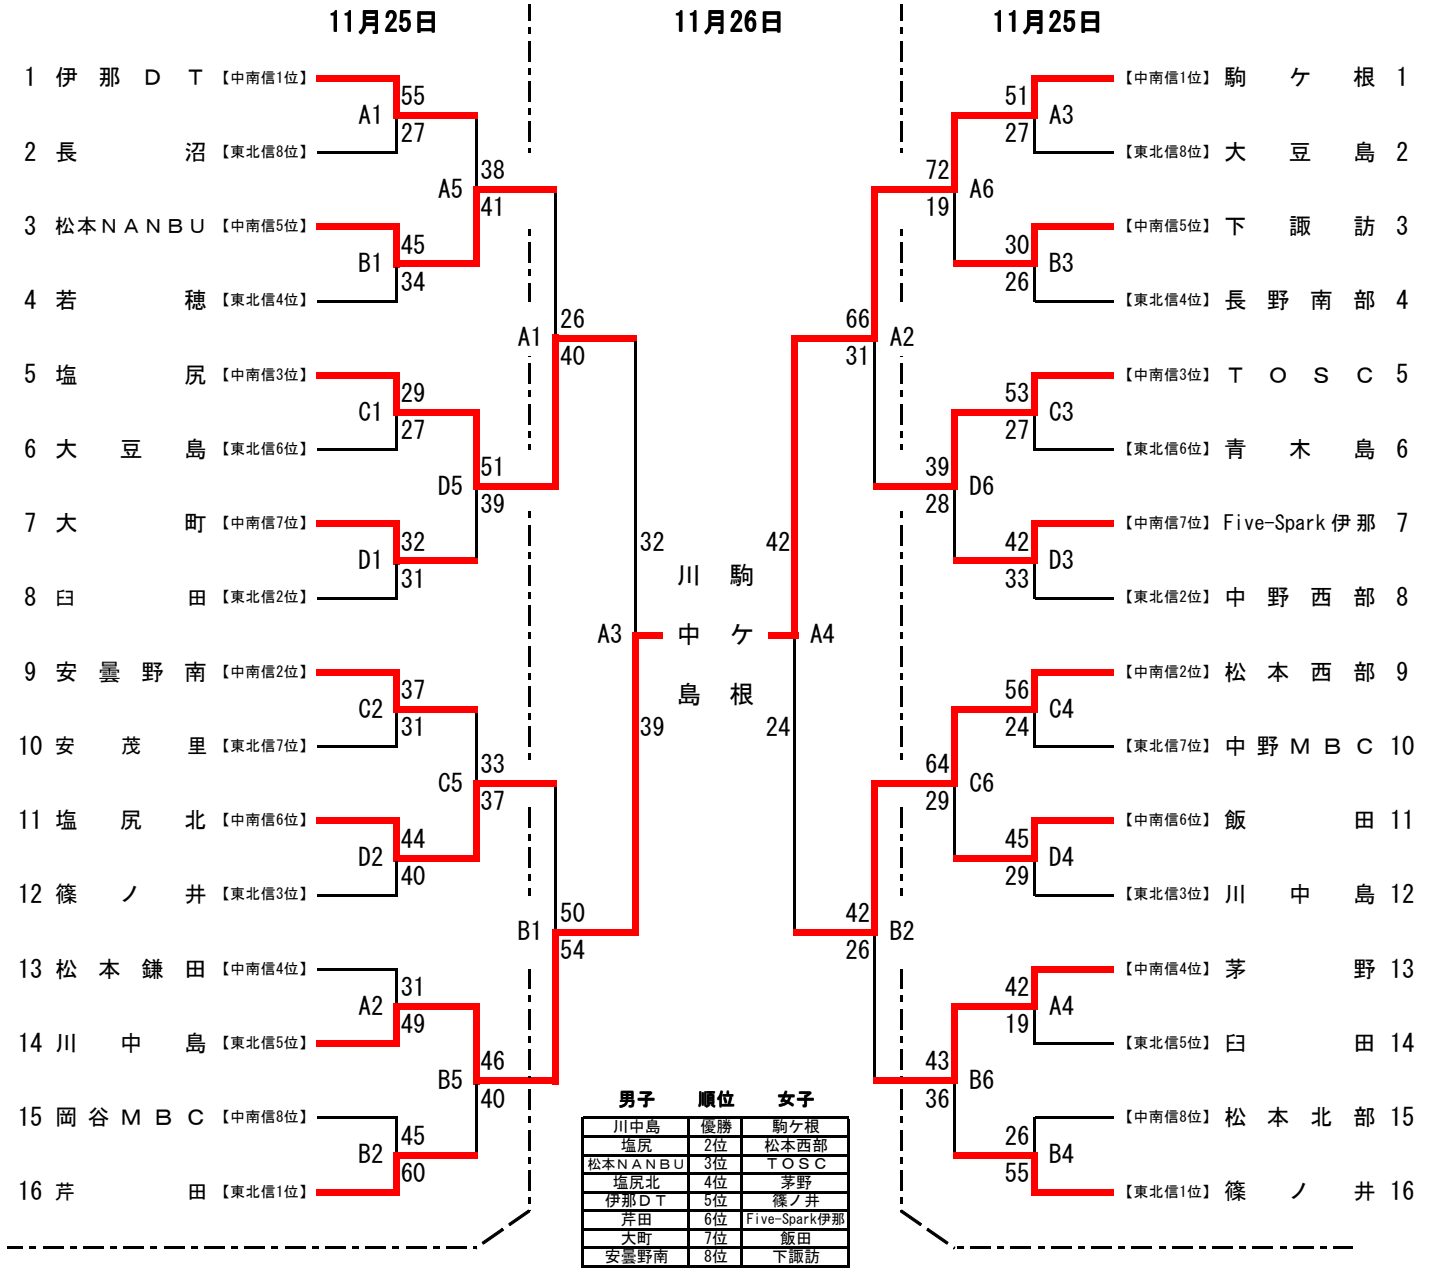 11月25日 11月26日 11月25日
1 伊那ＤＴ 【中南信1位】 55 51 【中南信1位】 駒ケ根 1
A1 A3
27 27
2 長沼 【東北信8位】 【東北信8位】 大豆島 2
38 72
A5 A6
41 19
3 松本ＮＡＮＢＵ 【中南信5位】 【中南信5位】 下諏訪 3
45 30
B1 B3
34 26
4 若穂 【東北信4位】 【東北信4位】 長野南部 4
26 66
A1 A2
40 31
5 塩尻 【中南信3位】 【中南信3位】 ＴＯＳＣ 5
29 53
C1 C3
27 27
6 大豆島 【東北信6位】 【東北信6位】 青木島 6
51 39
D5 D6
39 28
7 大町 【中南信7位】 【中南信7位】 Five-Spark伊那 7
32 32 42 42
D1 D3
31 33
8 臼田 【東北信2位】 【東北信2位】 中野西部 8
A3 川中島 駒ケ根 A4
9 安曇野南 【中南信2位】 【中南信2位】 松本西部 9
37 56
C2 C4
31 39 24 24
10 安茂里 【東北信7位】 【東北信7位】 中野ＭＢＣ 10
33 64
C5 C6
37 29
11 塩尻北 【中南信6位】 【中南信6位】 飯田 11
44 45
D2 D4
40 29
12 篠ノ井 【東北信3位】 【東北信3位】 川中島 12
50 42
B1 B2
54 26
13 松本鎌田 【中南信4位】 【中南信4位】 茅野 13
31 42
A2 A4
49 19
14 川中島 【東北信5位】 【東北信5位】 臼田 14
46 43
B5 B6
40 36
15 岡谷ＭＢＣ 【中南信8位】 【中南信8位】 松本北部 15
45 26
B2 B4
60 55
16 芹田 【東北信1位】 【東北信1位】 篠ノ井 16
男子 順位 女子
川中島 優勝 駒ケ根
塩尻 2位 松本西部
松本ＮＡＮＢＵ 3位 ＴＯＳＣ
塩尻北 4位 茅野
伊那ＤＴ 5位 篠ノ井
芹田 6位 Five-Spark伊那
大町 7位 飯田
安曇野南 8位 下諏訪